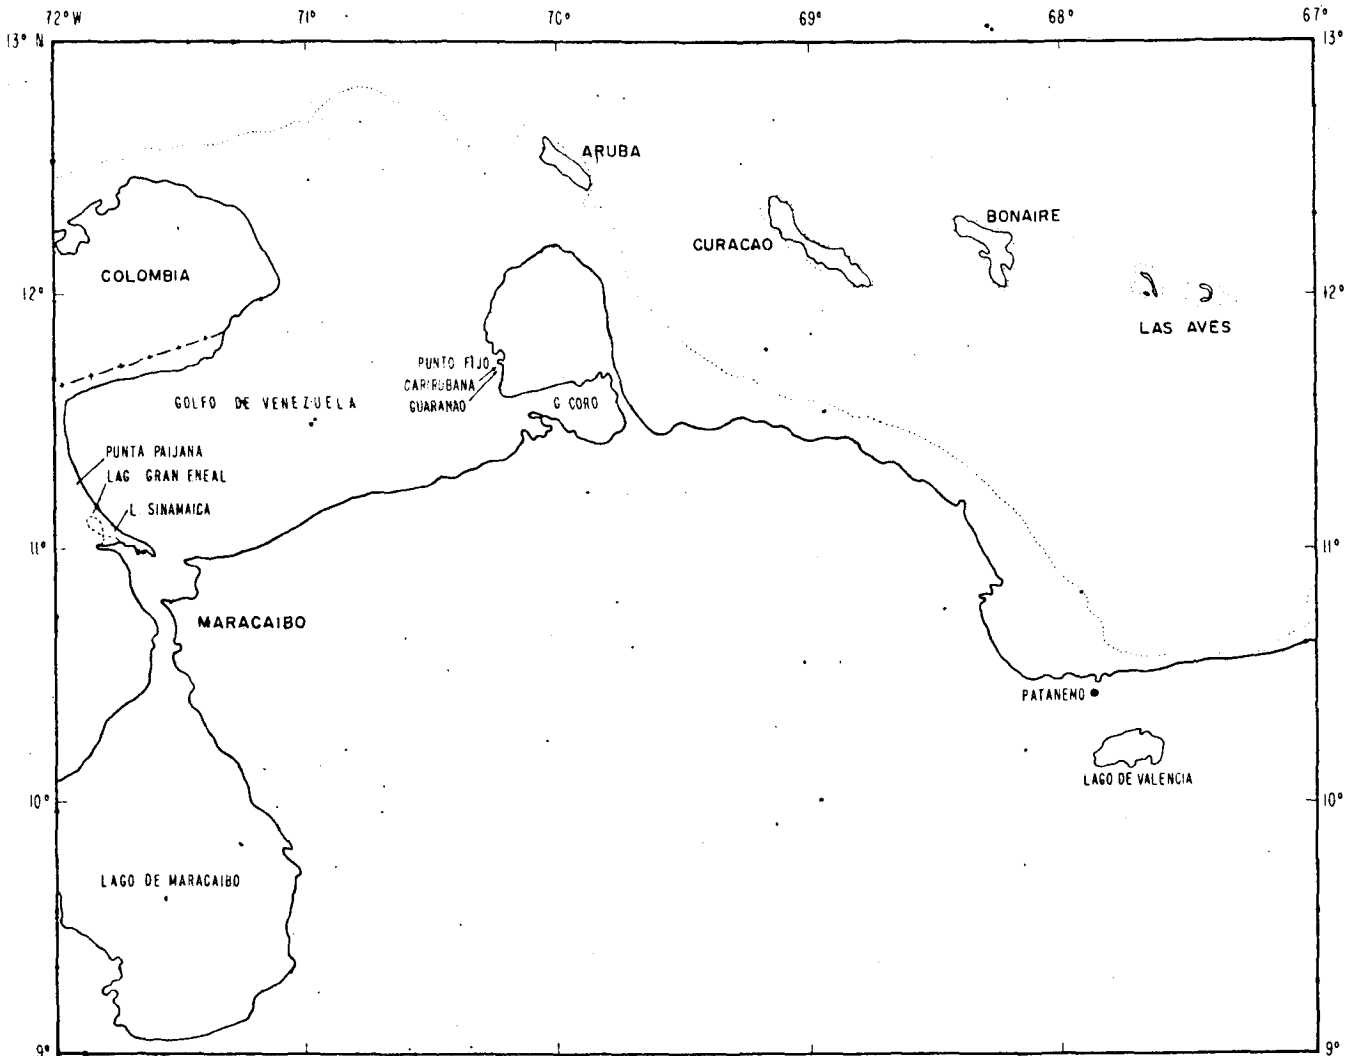 72°W 71° 70° 69° 68° 67°
13° N 13°
ARUBA
BONAIRE
CURACAO
COLOMBIA
12° 12°
LAS AVES
PUNTO FIJO
CARIRUBANA
GUARANAO
G CORO
GOLFO DE VENEZUELA
PUNTA PAIJANA
LAG GRAN ENEAL
L SINAMAICA
11° 11°
MARACAIBO
PATANEMO
LAGO DE VALENCIA
10° 10°
LAGO DE MARACAIBO
9° 9°